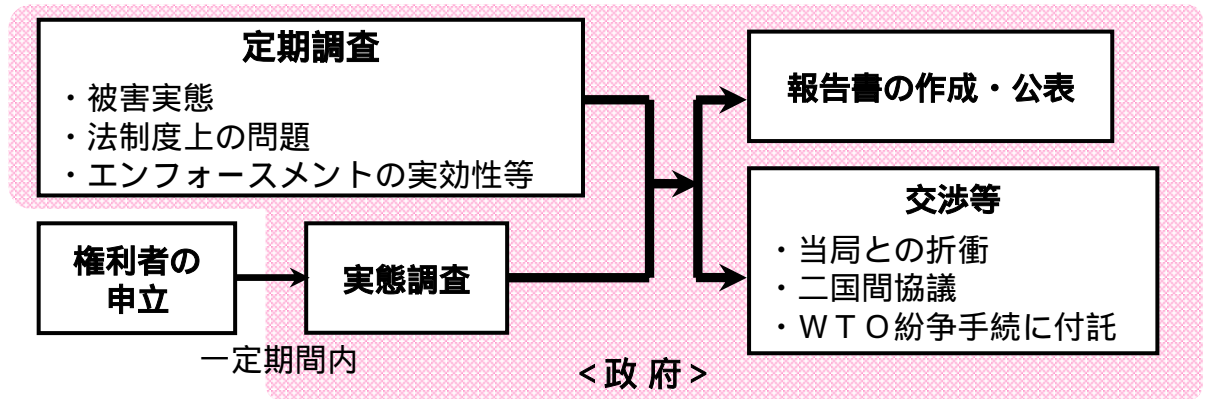 定期調査
・被害実態
・法制度上の問題
・エンフォースメントの実効性等
権利者の
申立
一定期間内
実態調査
報告書の作成・公表
交渉等
・当局との折衝
・二国間協議
・ＷＴＯ紛争手続に付託
<政 府>